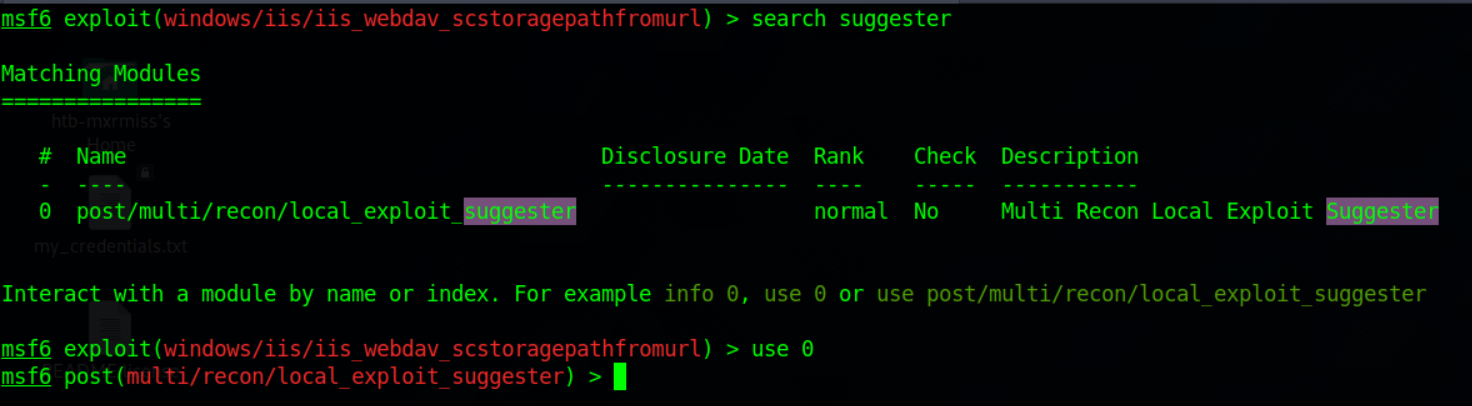 msf6 exploit(windows/iis/iis_webdav_scstoragepathfromurl) > search suggester
Matching Modules
================
htb-mxrmiss's
Home
# Name Disclosure Date Rank Check Description
- ---- --------------- ---- ----- -----------
0 post/multi/recon/local_exploit_suggester normal No Multi Recon Local Exploit Suggester
my_credentials.txt
Interact with a module by name or index. For example info 0, use 0 or use post/multi/recon/local_exploit_suggester
msf6 exploit(windows/iis/iis_webdav_scstoragepathfromurl) > use 0
msf6 post(multi/recon/local_exploit_suggester) >